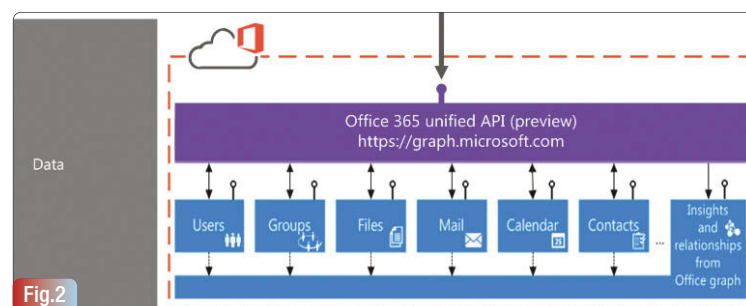 Office 365 unified API (preview)
https://graph.microsoft.com
Data
Users
Groups
Files
Mail
Calendar
25
Contacts
...
Insights
and
relationships
from
Office graph
Fig.2